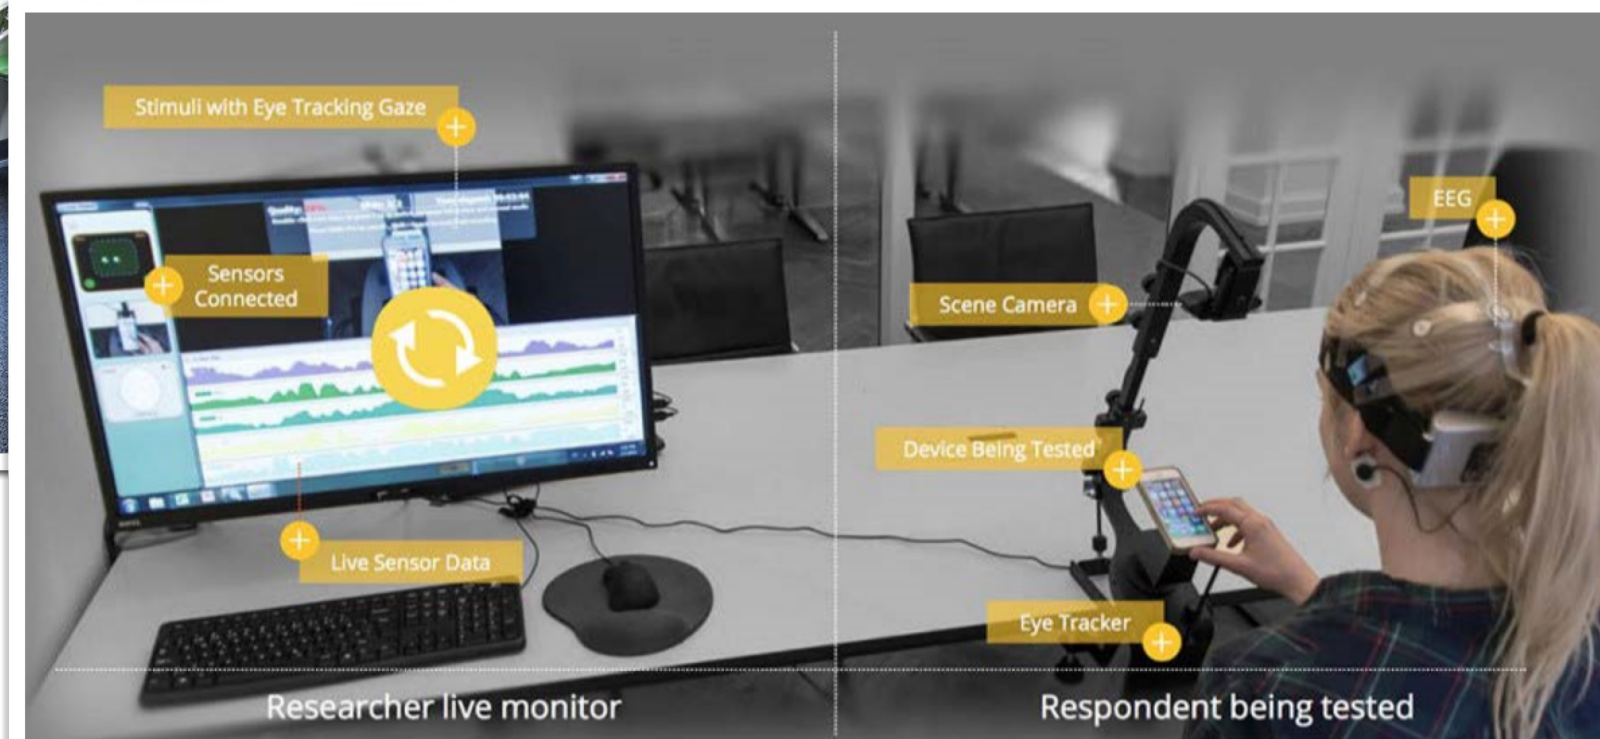 Stimuli with Eye Tracking Gaze
Sensors
Connected
Live Sensor Data
Researcher live monitor
EEG
Scene Camera
Device Being Tested
Eye Tracker
Respondent being tested